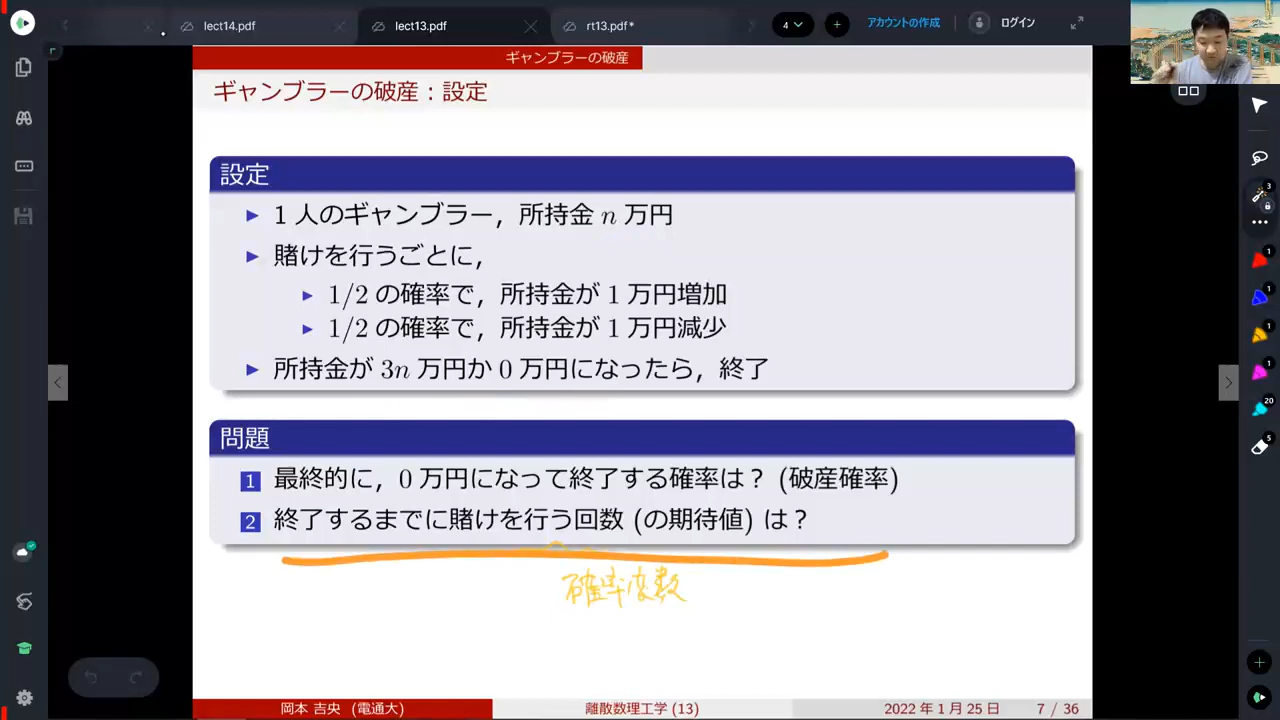 lect14.pdf
lect13.pdf
rt13.pdf*
4
アカウントの作成
ログイン
ギャンブラーの破産
ギャンブラーの破産：設定
設定
1 人のギャンブラー，所持金 n 万円
賭けを行うごとに，
1/2 の確率で，所持金が 1 万円増加
1/2 の確率で，所持金が 1 万円減少
所持金が 3n 万円か 0 万円になったら，終了
問題
1 最終的に，0 万円になって終了する確率は？ (破産確率)
2 終了するまでに賭けを行う回数 (の期待値) は？
確率変数
岡本 吉央 (電通大)
離散数理工学 (13)
2022 年 1 月 25 日
7 / 36
3
1
1
1
1
20
5